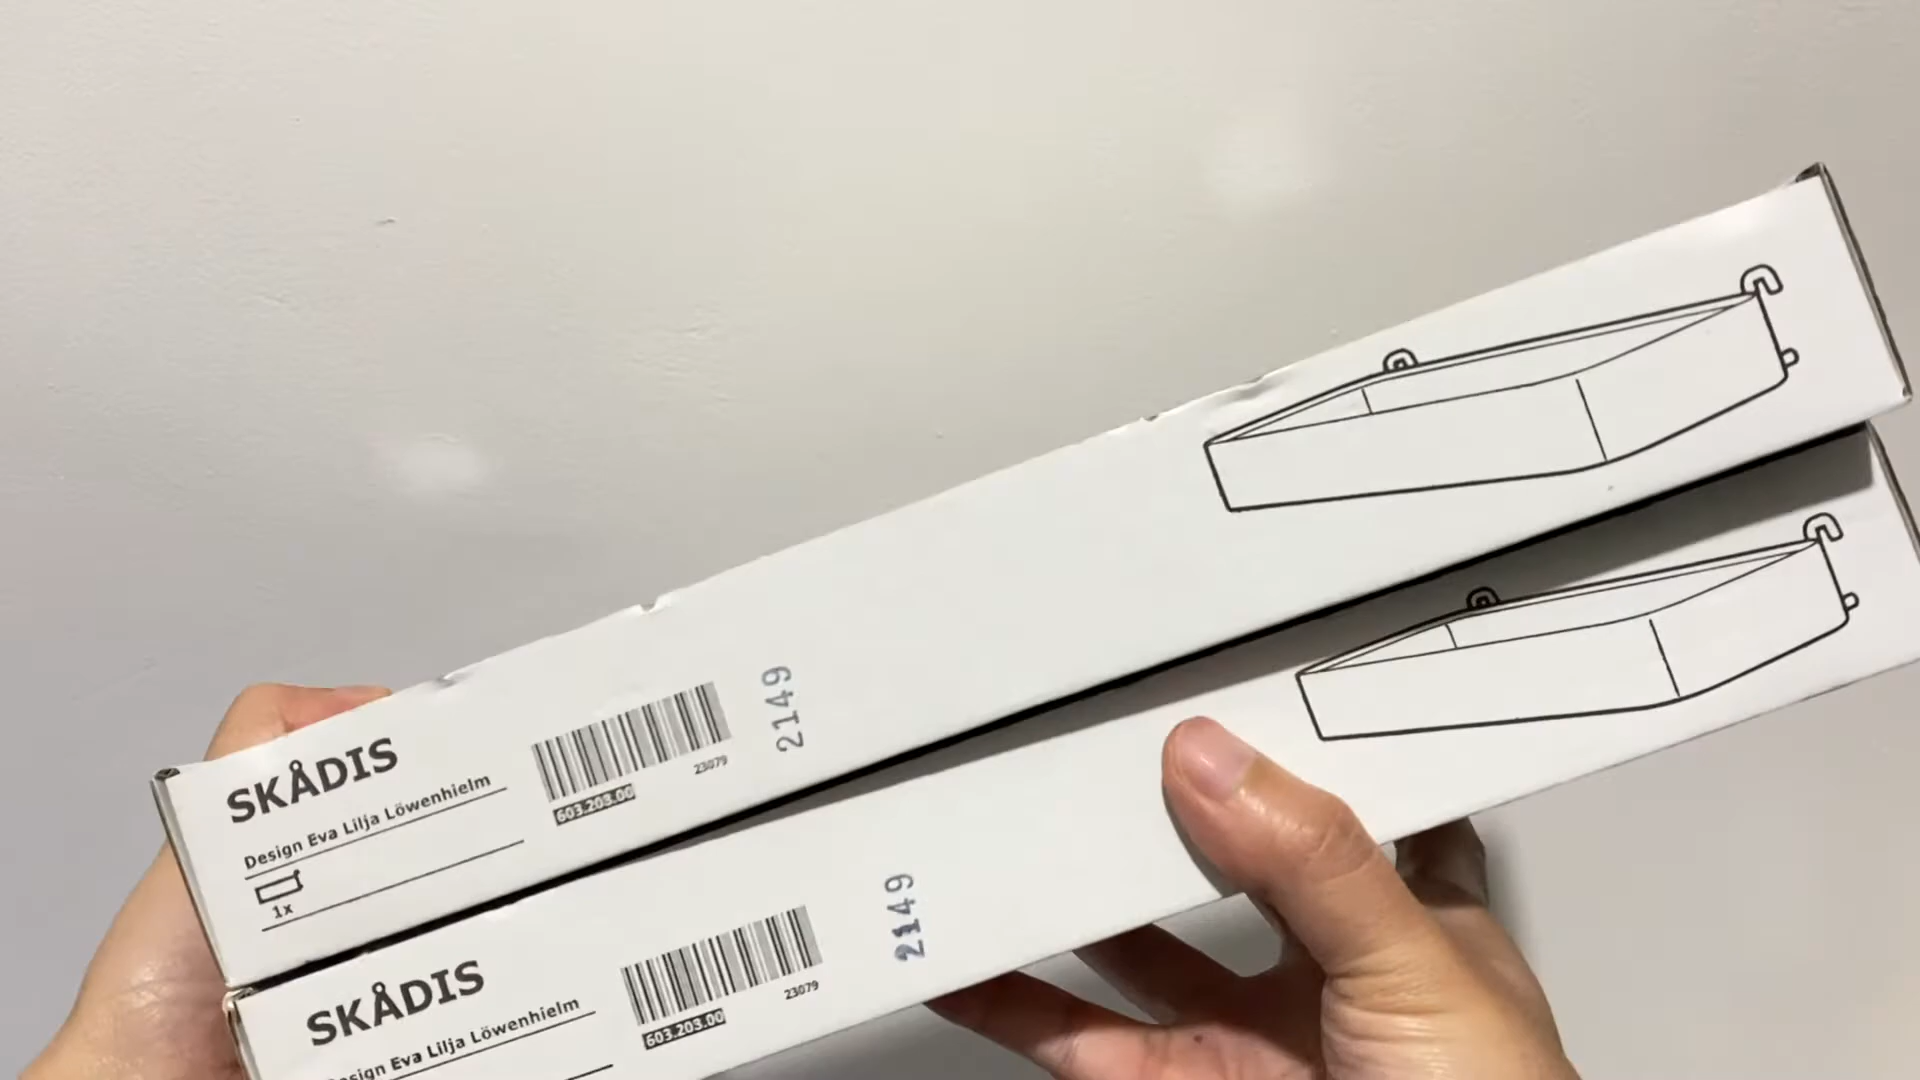 SKÅDIS
Design Eva Lilja Löwenhielm
1x
23079
603.203.00
2149
SKÅDIS
Design Eva Lilja Löwenhielm
23079
603.203.00
2149